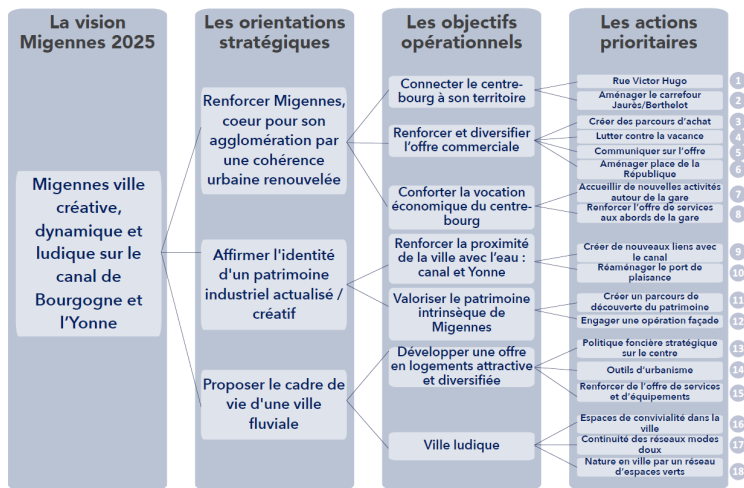 La vision
Migennes 2025
Les orientations
stratégiques
Les objectifs
opérationnels
Les actions
prioritaires
Migennes ville
créative,
dynamique et
ludique sur le
canal de
Bourgogne et
l'Yonne
Renforcer Migennes,
coeur pour son
agglomération par
une cohérence
urbaine renouvelée
Affirmer l'identité
d'un patrimoine
industriel actualisé /
créatif
Proposer le cadre de
vie d'une ville
fluviale
Connecter le centre-
bourg à son territoire
Renforcer et diversifier
l'offre commerciale
Conforter la vocation
économique du centre-
bourg
Renforcer la proximité
de la ville avec l'eau :
canal et Yonne
Valoriser le patrimoine
intrinsèque de
Migennes
Développer une offre
en logements attractive
et diversifiée
Ville ludique
Rue Victor Hugo
1
Aménager le carrefour
Jaurès/Berthelot
2
Créer des parcours d'achat
3
Lutter contre la vacance
4
Communiquer sur l'offre
5
Aménager place de la
République
6
Accueillir de nouvelles activités
autour de la gare
7
Renforcer l'offre de services
aux abords de la gare
8
Créer de nouveaux liens avec
le canal
9
Réaménager le port de
plaisance
10
Créer un parcours de
découverte du patrimoine
11
Engager une opération façade
12
Politique foncière stratégique
sur le centre
13
Outils d'urbanisme
14
Renforcer de l'offre de services
et d'équipements
15
Espaces de convivialité dans la
ville
16
Continuité des réseaux modes
doux
17
Nature en ville par un réseau
d'espaces verts
18